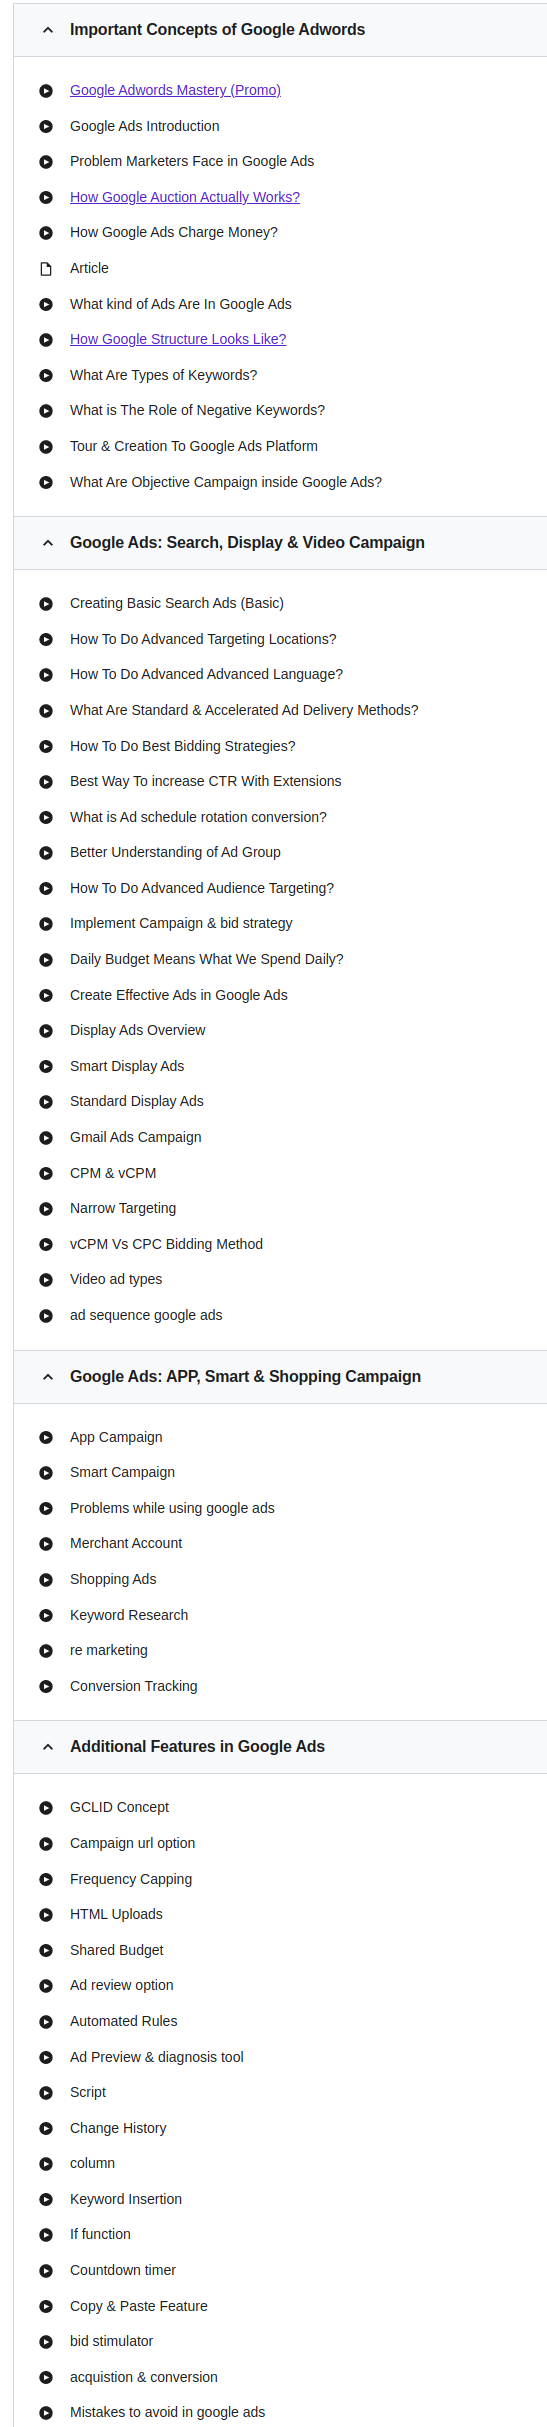 Important Concepts of Google Adwords
Google Adwords Mastery (Promo)
Google Ads Introduction
Problem Marketers Face in Google Ads
How Google Auction Actually Works?
How Google Ads Charge Money?
Article
What kind of Ads Are In Google Ads
How Google Structure Looks Like?
What Are Types of Keywords?
What is The Role of Negative Keywords?
Tour & Creation To Google Ads Platform
What Are Objective Campaign inside Google Ads?
Google Ads: Search, Display & Video Campaign
Creating Basic Search Ads (Basic)
How To Do Advanced Targeting Locations?
How To Do Advanced Advanced Language?
What Are Standard & Accelerated Ad Delivery Methods?
How To Do Best Bidding Strategies?
Best Way To increase CTR With Extensions
What is Ad schedule rotation conversion?
Better Understanding of Ad Group
How To Do Advanced Audience Targeting?
Implement Campaign & bid strategy
Daily Budget Means What We Spend Daily?
Create Effective Ads in Google Ads
Display Ads Overview
Smart Display Ads
Standard Display Ads
Gmail Ads Campaign
CPM & vCPM
Narrow Targeting
vCPM Vs CPC Bidding Method
Video ad types
ad sequence google ads
Google Ads: APP, Smart & Shopping Campaign
App Campaign
Smart Campaign
Problems while using google ads
Merchant Account
Shopping Ads
Keyword Research
re marketing
Conversion Tracking
Additional Features in Google Ads
GCLID Concept
Campaign url option
Frequency Capping
HTML Uploads
Shared Budget
Ad review option
Automated Rules
Ad Preview & diagnosis tool
Script
Change History
column
Keyword Insertion
If function
Countdown timer
Copy & Paste Feature
bid stimulator
acquistion & conversion
Mistakes to avoid in google ads